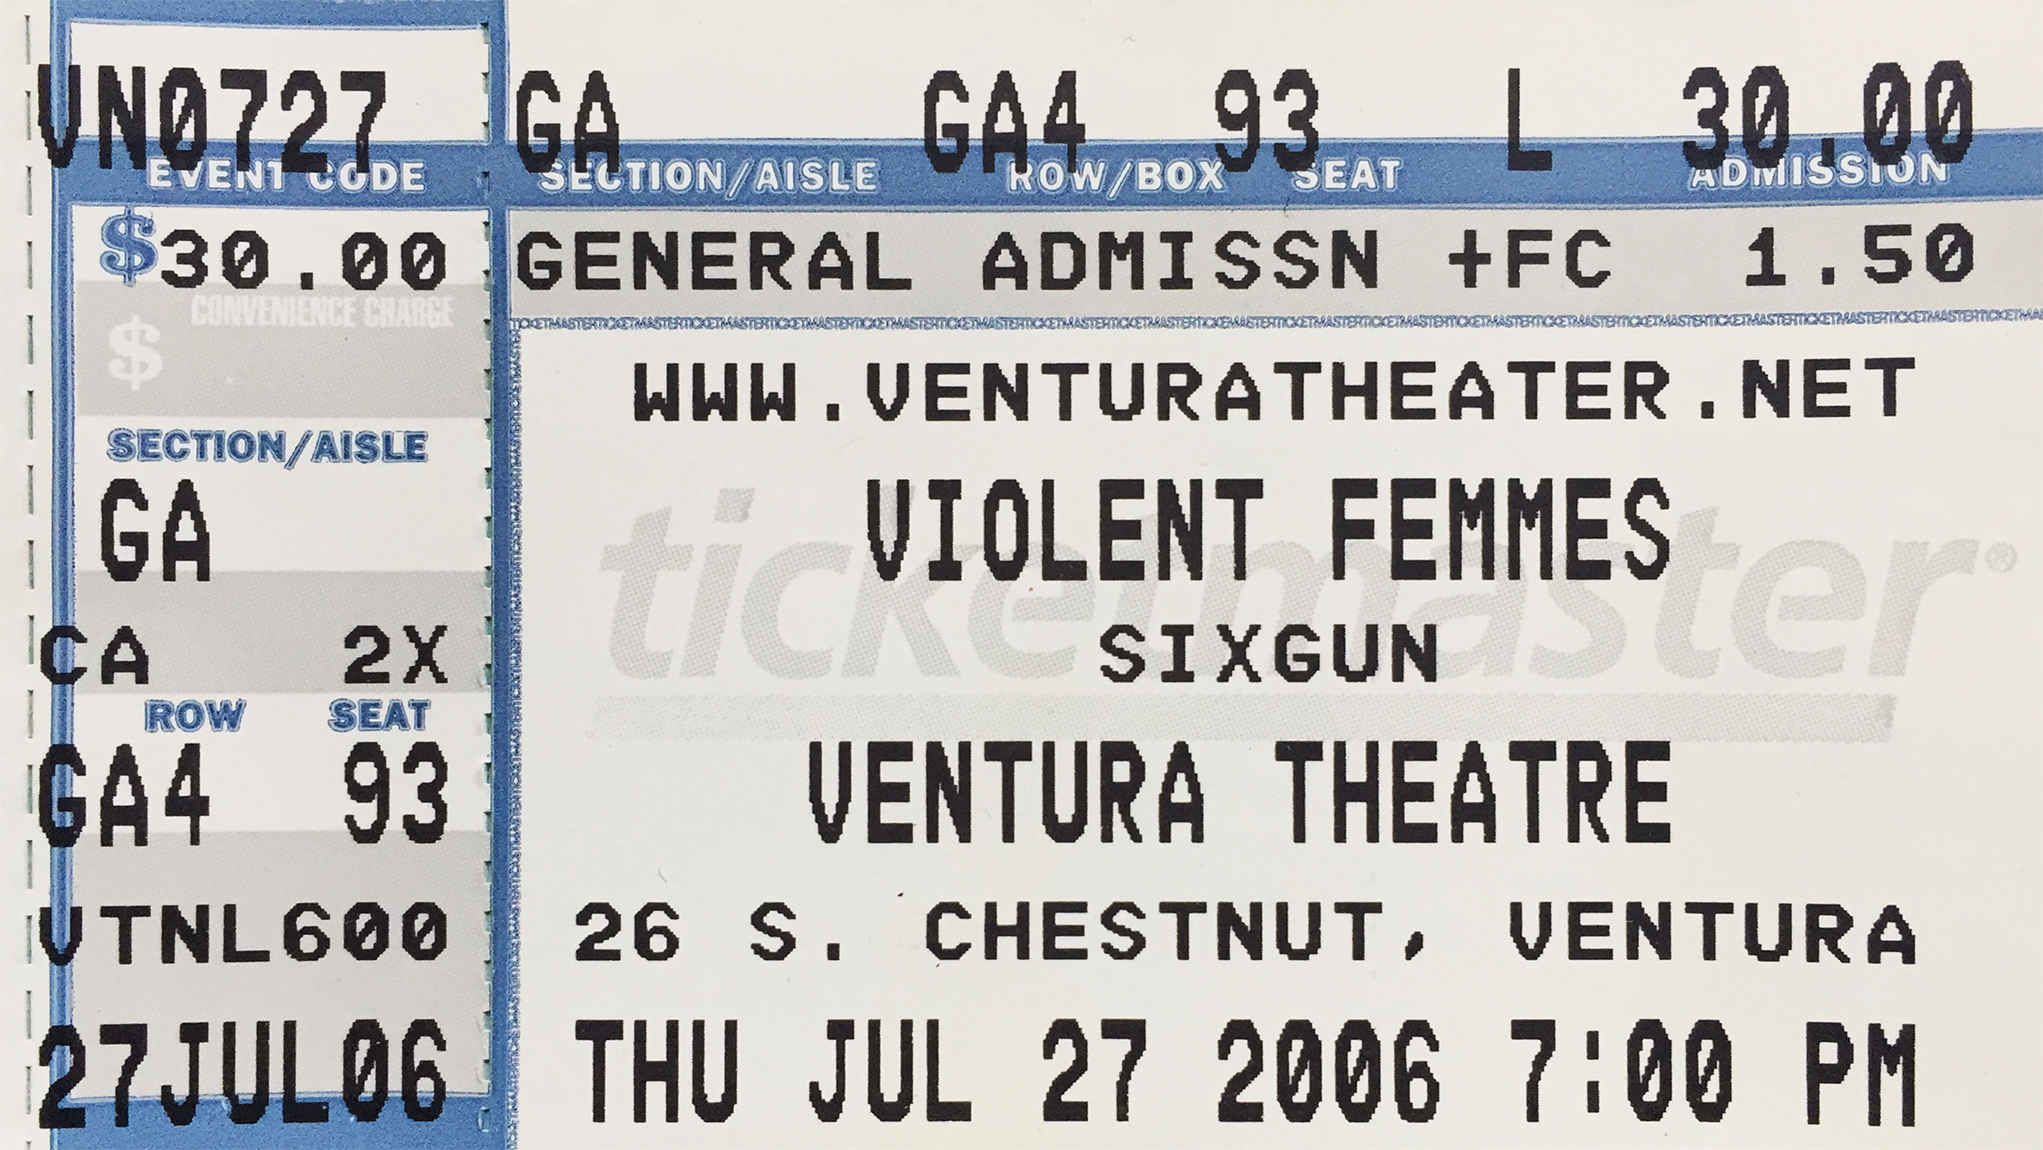 VN0727
EVENT CODE
$30.00
CONVENIENCE CHARGE
$
SECTION/AISLE
GA
CA 2X
ROW SEAT
GA4 93
VTNL600
27JUL06
GA GA4 93 L 30.00
SECTION/AISLE ROW/BOX SEAT ADMISSION
GENERAL ADMISSN +FC 1.50
TICKETMASTERTICKETMASTERTICKETMASTERTICKETMASTERTICKETMASTERTICKETMASTERTICKETMASTERTICKETMASTERTICKETMASTERTICKETMASTERTICKETMASTERTICKETMASTERTICKETMASTERTICKETMASTERTICKETMASTERTICKETMASTERTICKETMA
WWW.VENTURATHEATER.NET
VIOLENT FEMMES
ticketmaster®
SIXGUN
VENTURA THEATRE
26 S. CHESTNUT, VENTURA
THU JUL 27 2006 7:00 PM